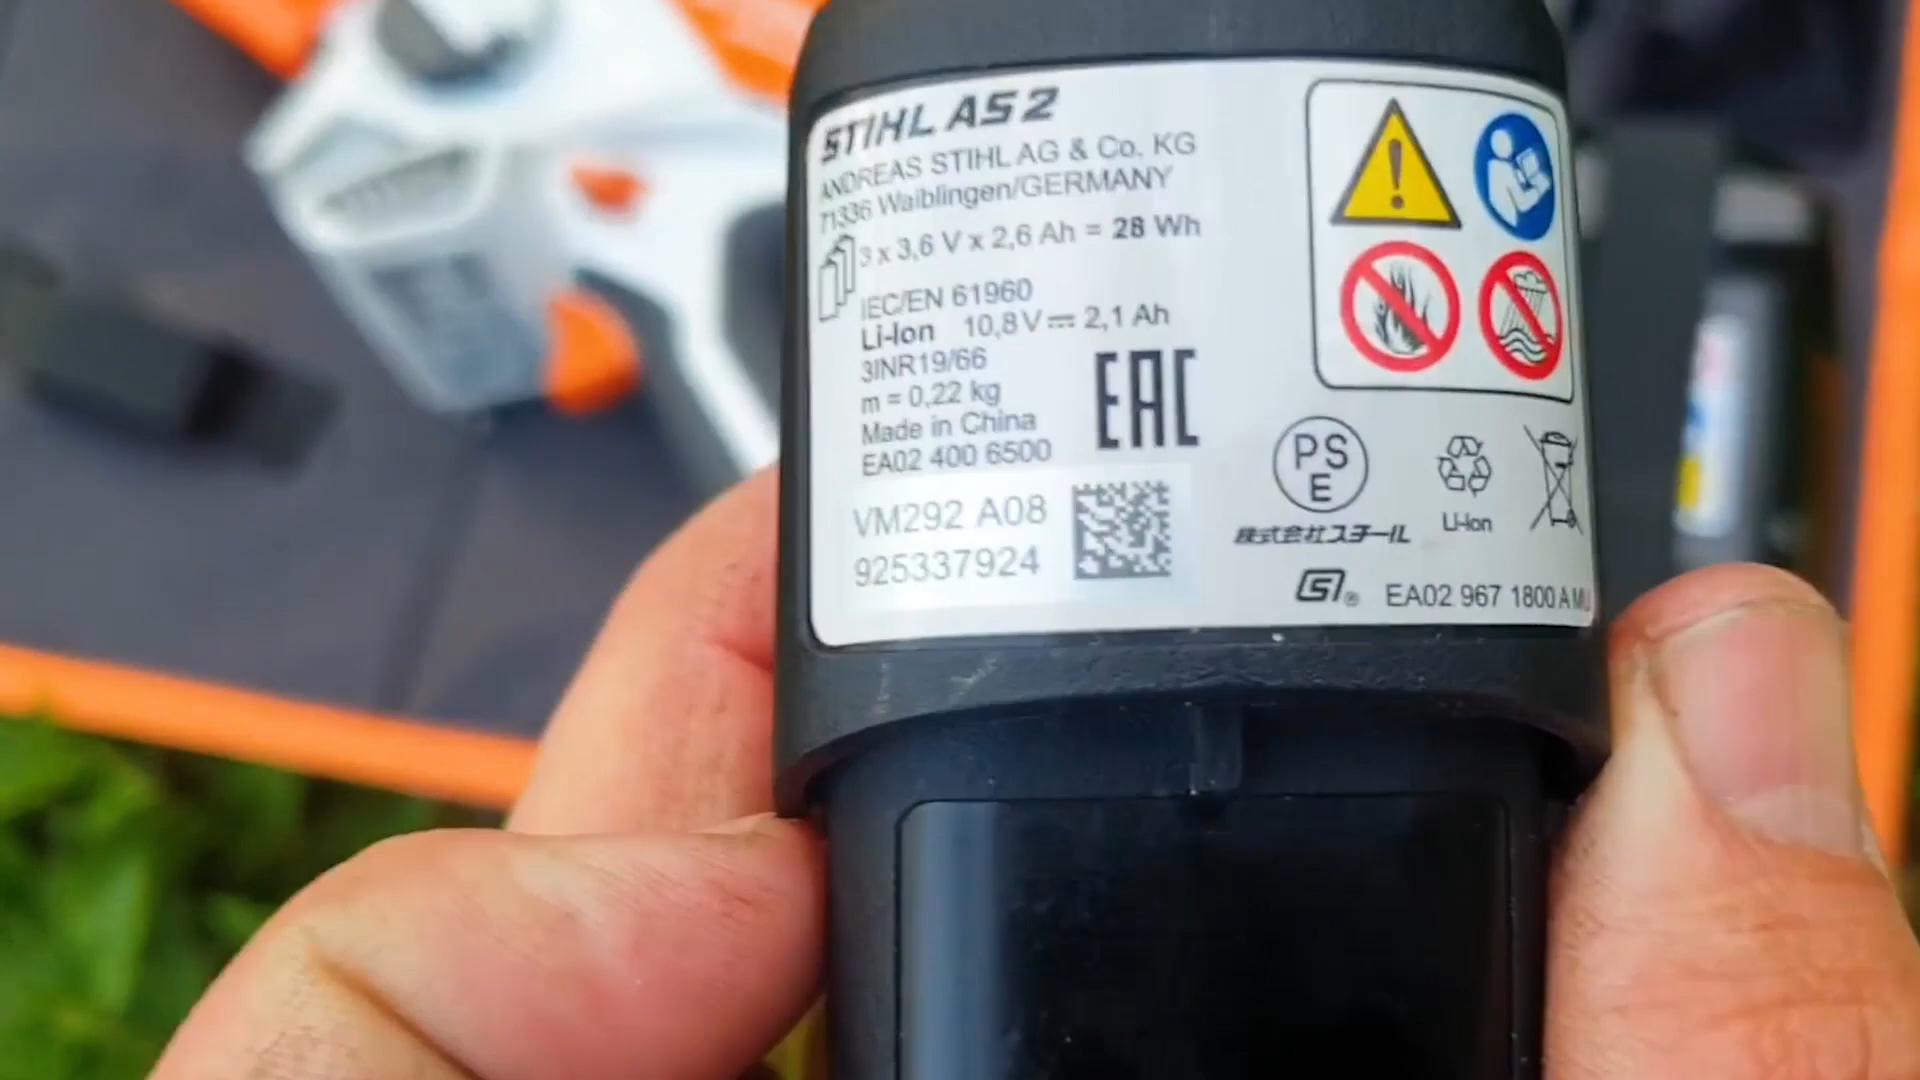 STIHL AS 2
ANDREAS STIHL AG & Co. KG
71336 Waiblingen/GERMANY
3 x 3,6 V x 2,6 Ah = 28 Wh
IEC/EN 61960
Li-Ion 10,8 V ⎓ 2,1 Ah
3INR19/66
m = 0,22 kg
Made in China
EA02 400 6500
EAC
VM292 A08
925337924
PS
E
株式会社スチール
Li-Ion
EA02 967 1800 A